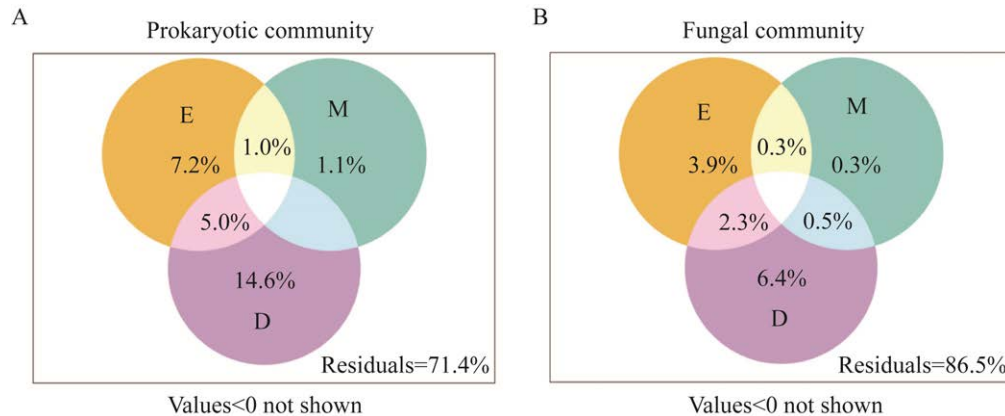 A
Prokaryotic community
E
M
1.0%
7.2%
1.1%
5.0%
14.6%
D
Residuals=71.4%
Values<0 not shown
B
Fungal community
E
M
0.3%
3.9%
0.3%
2.3%
0.5%
6.4%
D
Residuals=86.5%
Values<0 not shown